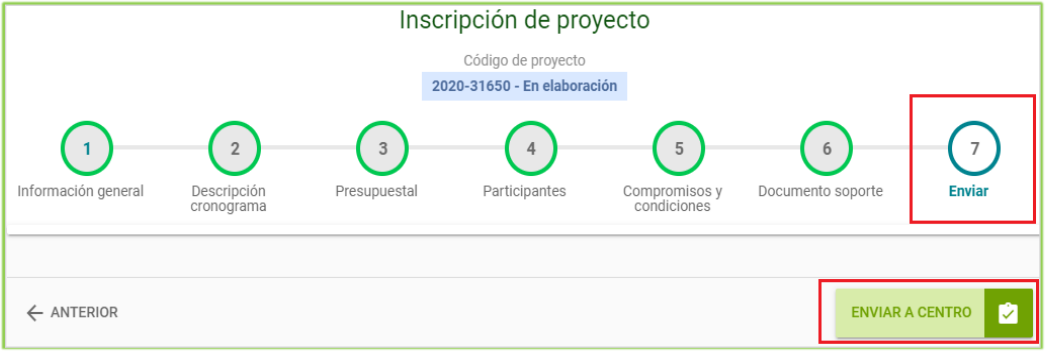 Inscripción de proyecto
Código de proyecto
2020-31650 - En elaboración
1 2 3 4 5 6 7
Información general Descripción Presupuestal Participantes Compromisos y Documento soporte Enviar
cronograma condiciones
ANTERIOR ENVIAR A CENTRO